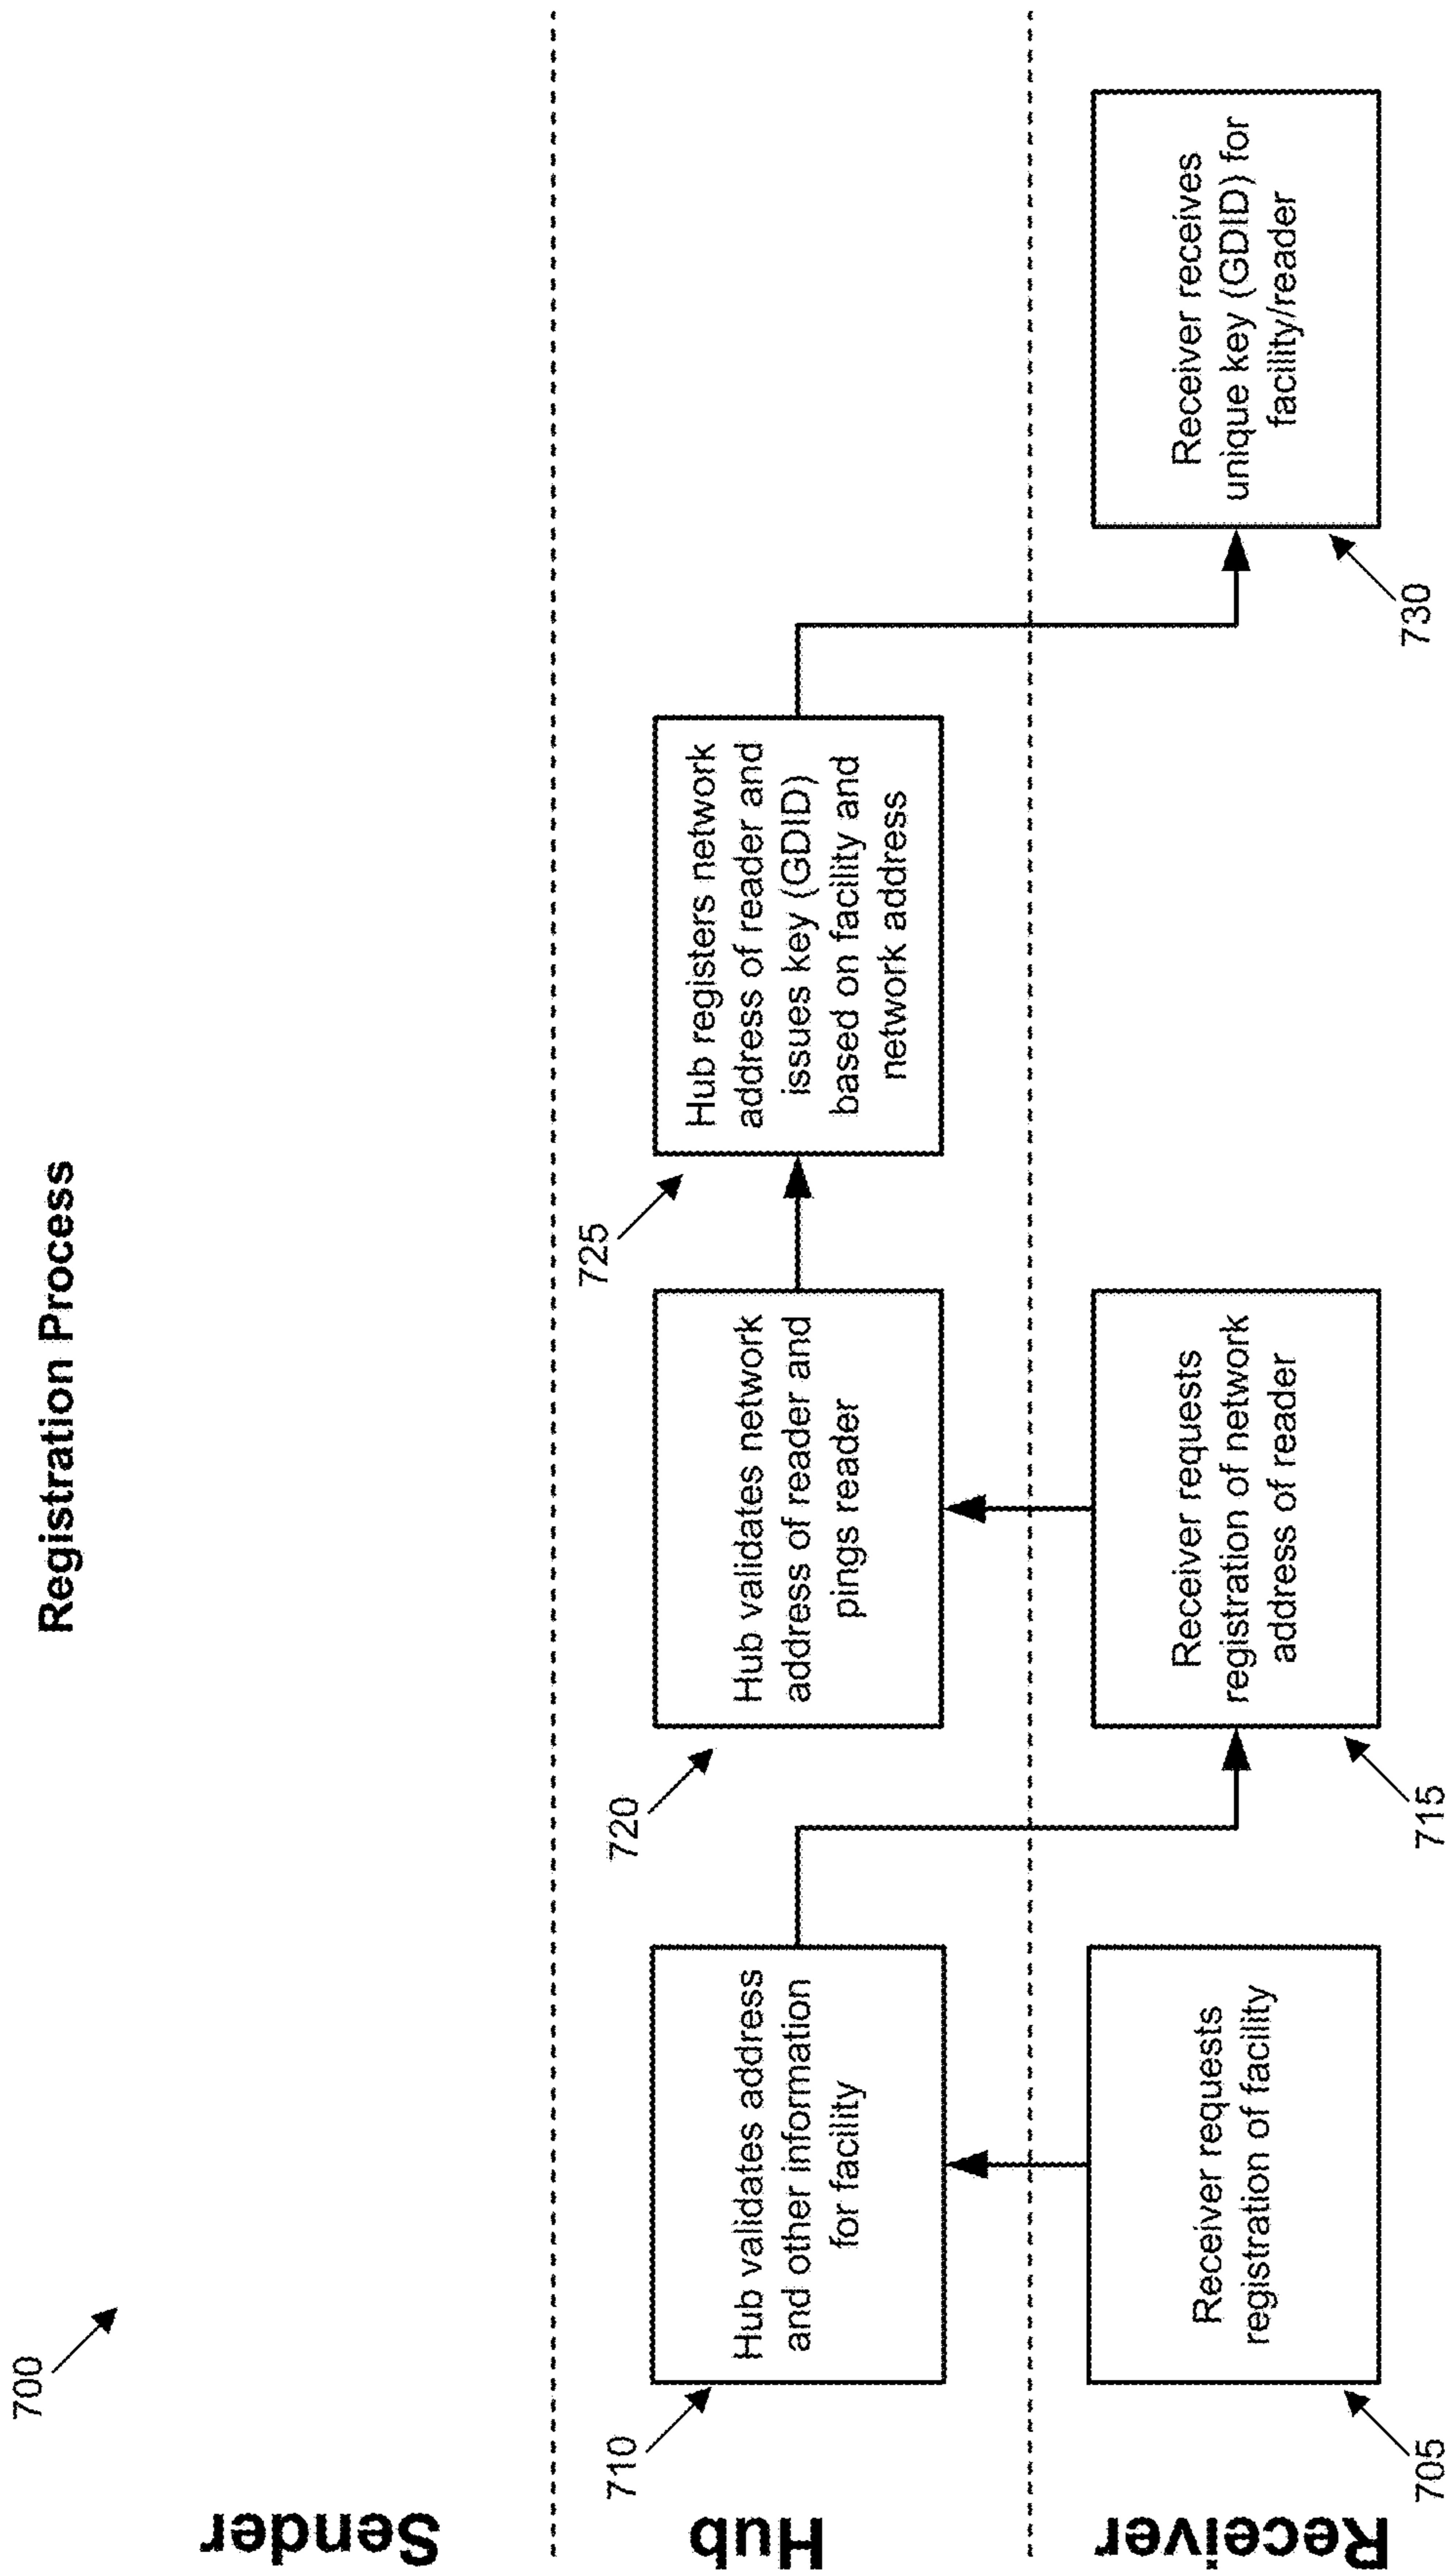 Registration Process
700
Sender
Hub
710
Hub validates address
and other information
for facility
720
Hub validates network
address of reader and
pings reader
725
Hub registers network
address of reader and
issues key (GDID)
based on facility and
network address
Receiver
705
Receiver requests
registration of facility
715
Receiver requests
registration of network
address of reader
730
Receiver receives
unique key (GDID) for
facility/reader